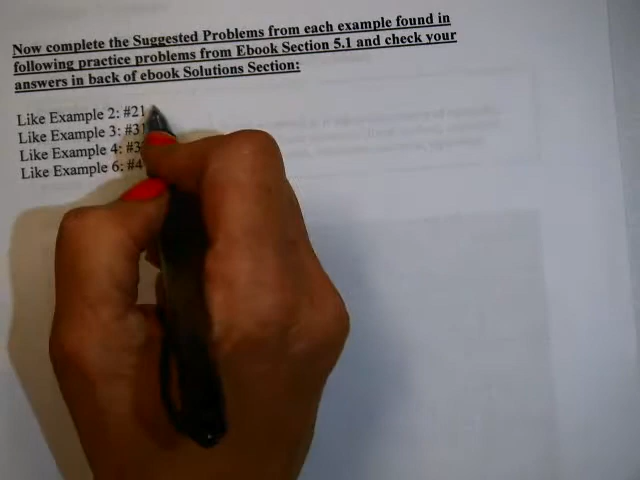 Now complete the Suggested Problems from each example found in
following practice problems from Ebook Section 5.1 and check your
answers in back of ebook Solutions Section:
Like Example 2: #21
Like Example 3: #31
Like Example 4:
Like Example 6: